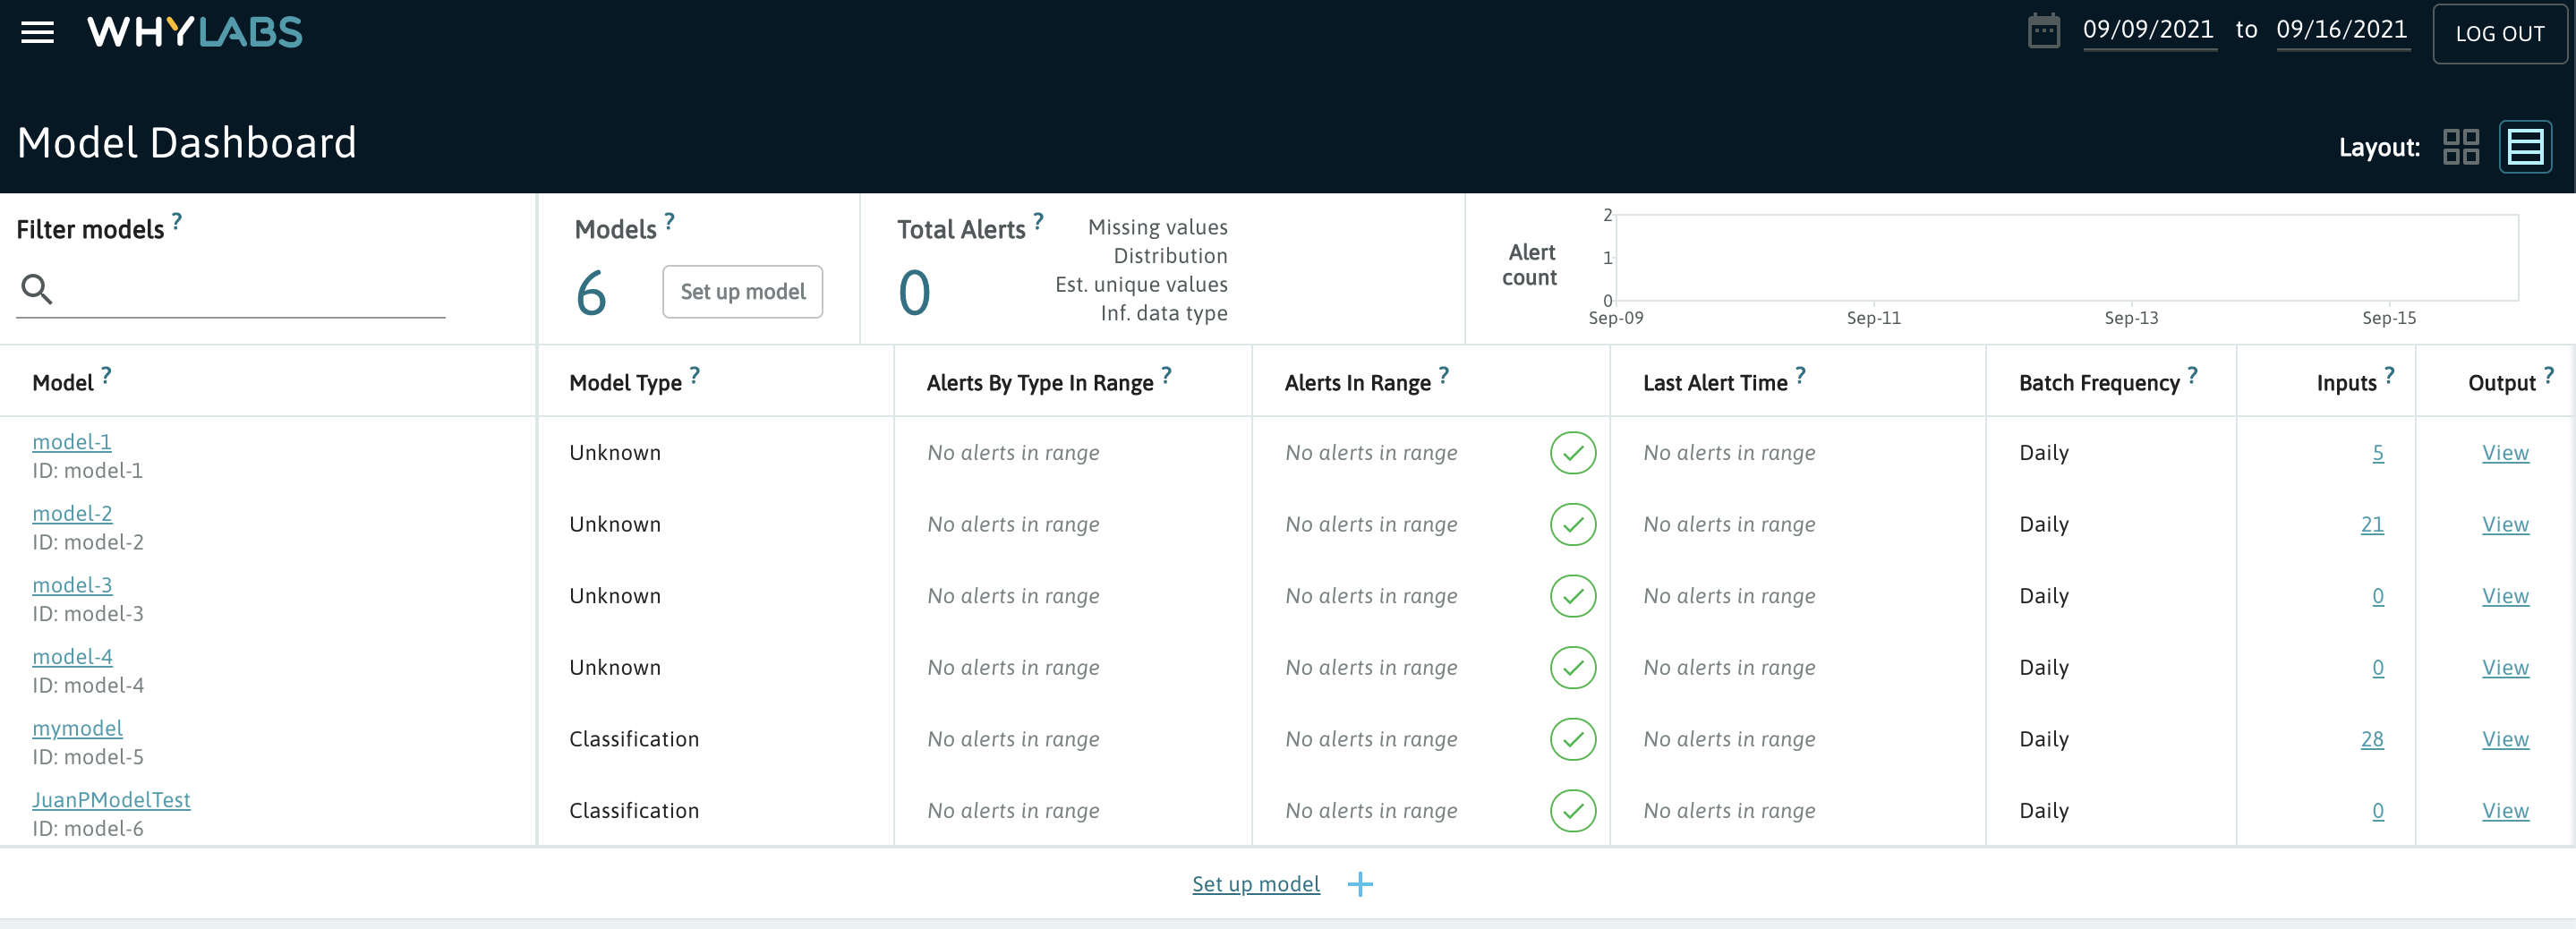 WHYLABS
09/09/2021 to 09/16/2021
LOG OUT
Model Dashboard
Layout:
Filter models ?
Models ?
6
Set up model
Total Alerts ?
0
Missing values
Distribution
Est. unique values
Inf. data type
Alert
count
2
1
0
Sep-09 Sep-11 Sep-13 Sep-15
Model ? Model Type ? Alerts By Type In Range ? Alerts In Range ? Last Alert Time ? Batch Frequency ? Inputs ? Output ?
model-1
ID: model-1
Unknown No alerts in range No alerts in range No alerts in range Daily 5 View
model-2
ID: model-2
Unknown No alerts in range No alerts in range No alerts in range Daily 21 View
model-3
ID: model-3
Unknown No alerts in range No alerts in range No alerts in range Daily 0 View
model-4
ID: model-4
Unknown No alerts in range No alerts in range No alerts in range Daily 0 View
mymodel
ID: model-5
Classification No alerts in range No alerts in range No alerts in range Daily 28 View
JuanPModelTest
ID: model-6
Classification No alerts in range No alerts in range No alerts in range Daily 0 View
Set up model +